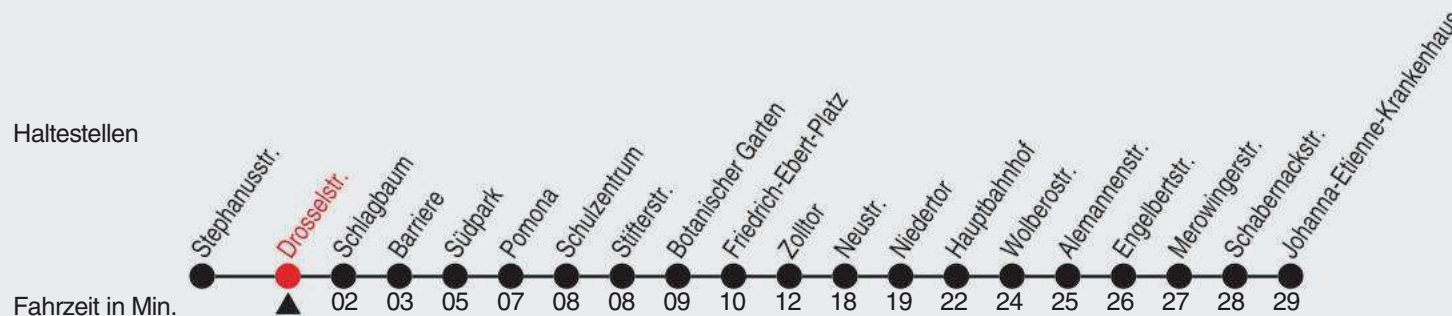 Haltestellen
Stephanusstr.
Drosselstr.
Schlagbaum
Barriere
Südpark
Pomona
Schulzentrum
Stifterstr.
Botanischer Garten
Friedrich-Ebert-Platz
Zolltor
Neustr.
Niedertor
Hauptbahnhof
Wolberostr.
Alemannenstr.
Engelbertstr.
Merowingerstr.
Schabernackstr.
Johanna-Etienne-Krankenhaus
Fahrzeit in Min. 02 03 05 07 08 08 09 10 12 18 19 22 24 25 26 27 28 29